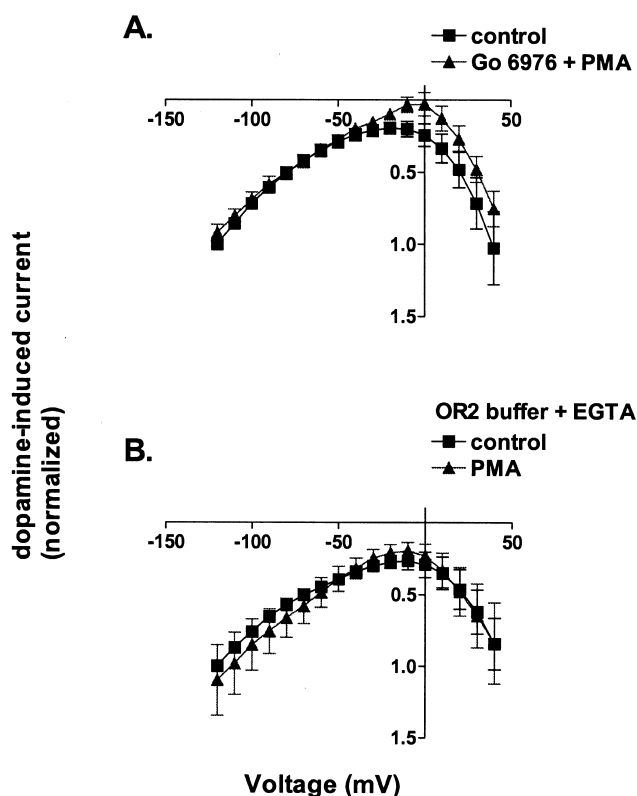 A.
control
Go 6976 + PMA
-150
-100
-50
50
0.5
1.0
1.5
dopamine-induced current
(normalized)
B.
OR2 buffer + EGTA
control
PMA
-150
-100
-50
50
0.5
1.0
1.5
Voltage (mV)